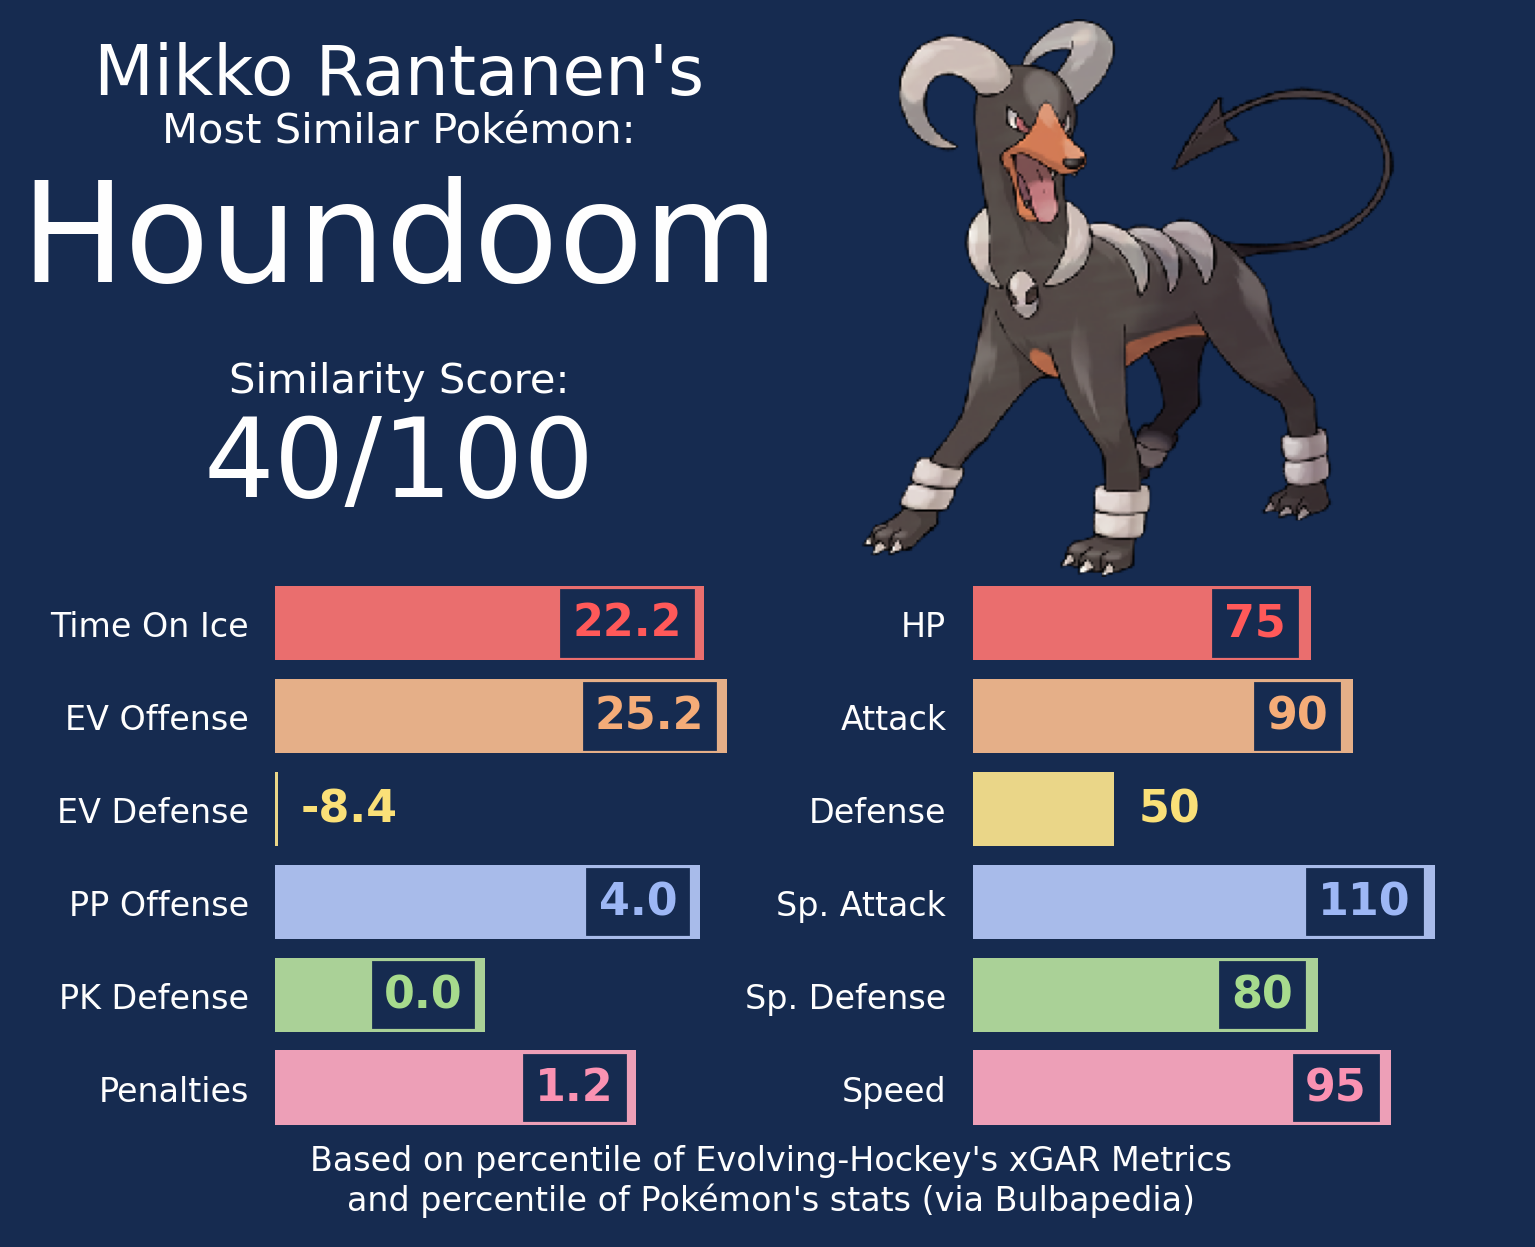 Mikko Rantanen's
Most Similar Pokémon:
Houndoom
Similarity Score:
40/100
Time On Ice 22.2
EV Offense 25.2
EV Defense -8.4
PP Offense 4.0
PK Defense 0.0
Penalties 1.2
HP 75
Attack 90
Defense 50
Sp. Attack 110
Sp. Defense 80
Speed 95
Based on percentile of Evolving-Hockey's xGAR Metrics
and percentile of Pokémon's stats (via Bulbapedia)